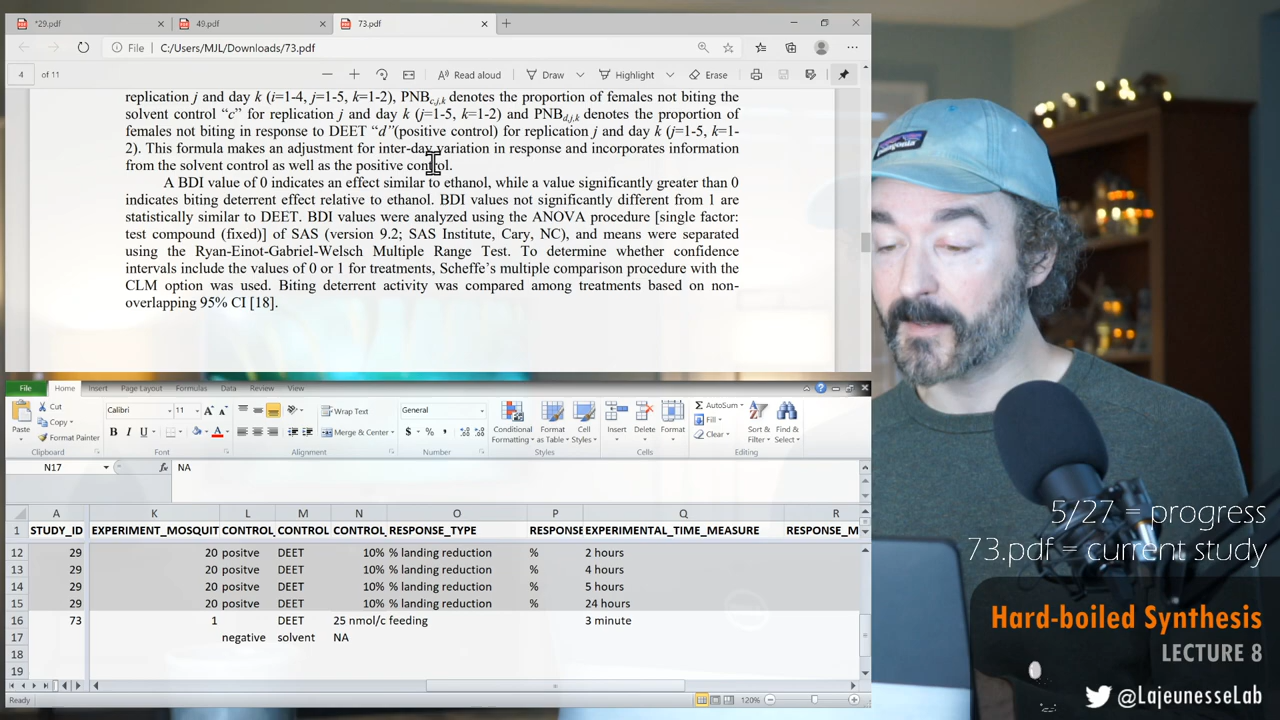 *29.pdf
49.pdf
73.pdf
File
C:/Users/MJL/Downloads/73.pdf
4 of 11
Read aloud
Draw
Highlight
Erase
replication j and day k (i=1-4, j=1-5, k=1-2), PNBc,j,k denotes the proportion of females not biting the
solvent control “c” for replication j and day k (j=1-5, k=1-2) and PNBd,j,k denotes the proportion of
females not biting in response to DEET “d”(positive control) for replication j and day k (j=1-5, k=1-
2). This formula makes an adjustment for inter-day variation in response and incorporates information
from the solvent control as well as the positive control.
A BDI value of 0 indicates an effect similar to ethanol, while a value significantly greater than 0
indicates biting deterrent effect relative to ethanol. BDI values not significantly different from 1 are
statistically similar to DEET. BDI values were analyzed using the ANOVA procedure [single factor:
test compound (fixed)] of SAS (version 9.2; SAS Institute, Cary, NC), and means were separated
using the Ryan-Einot-Gabriel-Welsch Multiple Range Test. To determine whether confidence
intervals include the values of 0 or 1 for treatments, Scheffe’s multiple comparison procedure with the
CLM option was used. Biting deterrent activity was compared among treatments based on non-
overlapping 95% CI [18].
File Home Insert Page Layout Formulas Data Review View
Paste
Cut
Copy
Format Painter
Clipboard
Calibri 11
B I U
Font
Wrap Text
Merge & Center
Alignment
General
$ % ,
Number
Conditional Formatting
Format as Table
Cell Styles
Styles
Insert
Delete
Format
Cells
AutoSum
Fill
Clear
Sort & Filter
Find & Select
Editing
N17 fx NA
A K L M N O P Q R
1 STUDY_ID EXPERIMENT_MOSQUIT CONTROL_ CONTROL CONTROL_ RESPONSE_TYPE RESPONSE EXPERIMENTAL_TIME_MEASURE RESPONSE_M
12 29 20 positve DEET 10% % landing reduction % 2 hours
13 29 20 positve DEET 10% % landing reduction % 4 hours
14 29 20 positve DEET 10% % landing reduction % 5 hours
15 29 20 positve DEET 10% % landing reduction % 24 hours
16 73 1 DEET 25 nmol/c feeding 3 minute
17 negative solvent NA
18
19
Ready
120%
patagonia
5/27 = progress
73.pdf = current study
Hard-boiled Synthesis
LECTURE 8
@LajeunesseLab